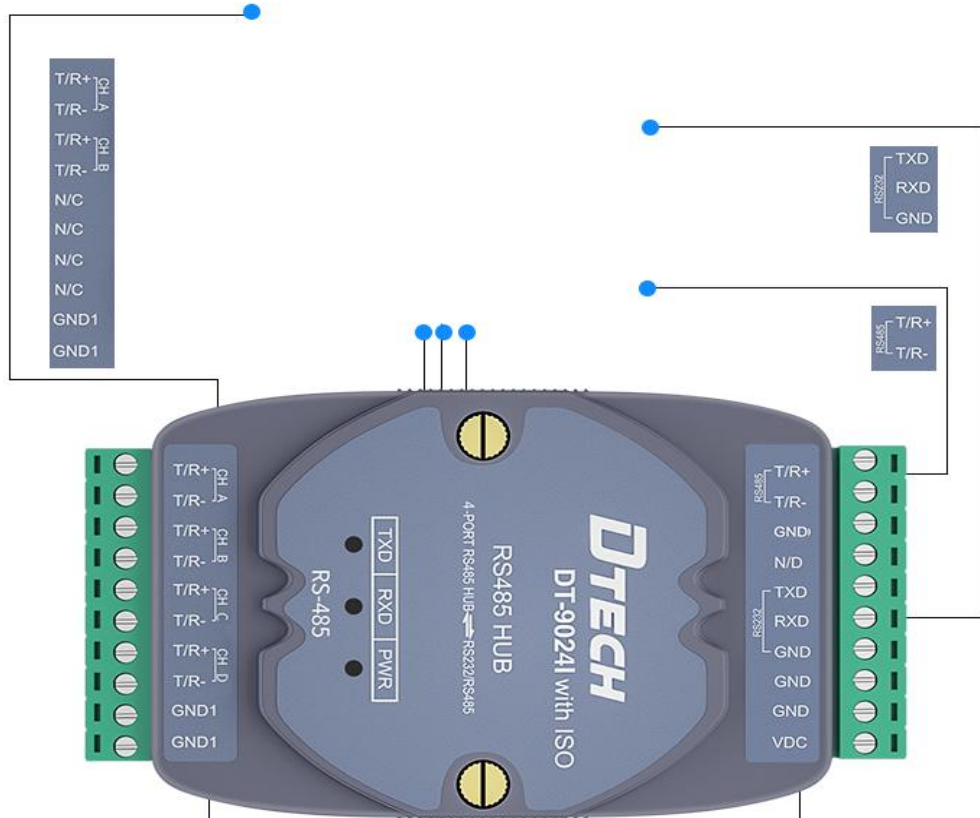 T/R+
T/R-
CH A
T/R+
T/R-
CH B
N/C
N/C
N/C
N/C
GND1
GND1
RS232
TXD
RXD
GND
RS485
T/R+
T/R-
T/R+
T/R-
CH A
T/R+
T/R-
CH B
T/R+
T/R-
CH C
T/R+
T/R-
CH D
GND1
GND1
DTECH
DT-9024I with ISO
RS485 HUB
4-PORT RS485 HUB RS232/RS485
TXD RXD PWR
RS-485
RS485
T/R+
T/R-
GND
N/D
RS232
TXD
RXD
GND
GND
GND
VDC